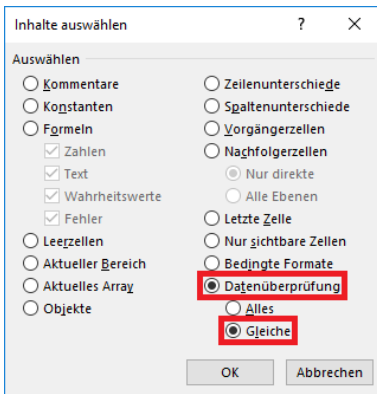 Inhalte auswählen ? ×
Auswählen
Kommentare
Konstanten
Formeln
Zahlen
Text
Wahrheitswerte
Fehler
Leerzellen
Aktueller Bereich
Aktuelles Array
Objekte
Zeilenunterschiede
Spaltenunterschiede
Vorgängerzellen
Nachfolgerzellen
Nur direkte
Alle Ebenen
Letzte Zelle
Nur sichtbare Zellen
Bedingte Formate
Datenüberprüfung
Alles
Gleiche
OK Abbrechen